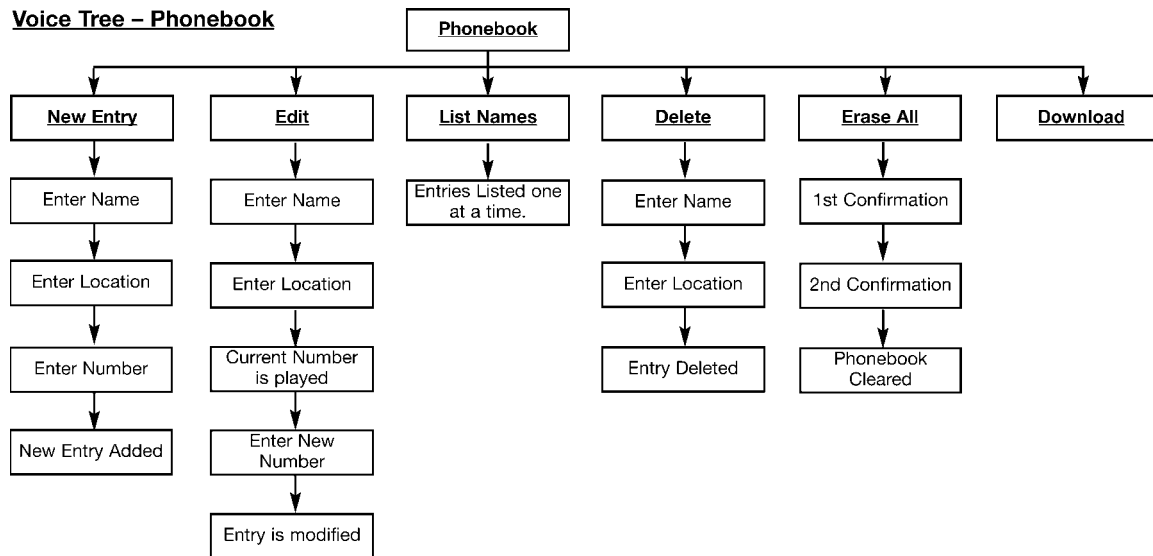 Voice Tree – Phonebook
Phonebook
New Entry
Edit
List Names
Delete
Erase All
Download
Enter Name
Enter Name
Entries Listed one
at a time.
Enter Name
1st Confirmation
Enter Location
Enter Location
Enter Location
2nd Confirmation
Enter Number
Current Number
is played
Entry Deleted
Phonebook
Cleared
New Entry Added
Enter New
Number
Entry is modified